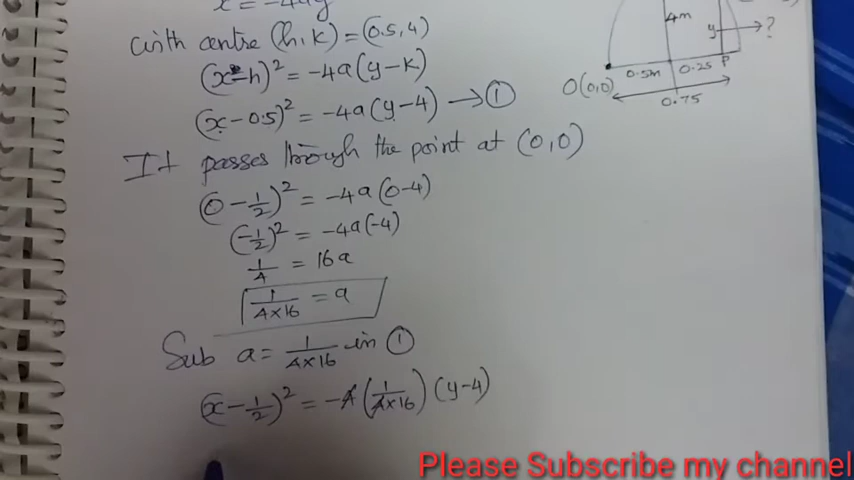 x = -4ay
with centre (h, k) = (0.5, 4)
(x-h)² = -4a(y-k)
(x-0.5)² = -4a(y-4) → ①
It passes through the point at (0,0)
(0 - 1/2)² = -4a(0-4)
(-1/2)² = -4a(-4)
1/4 = 16a
1/4×16 = a
Sub a = 1/4×16 in ①
(x - 1/2)² = -4(1/4×16)(y-4)
4m
y → ?
0.5m 0.25 P
O(0,0)
0.75
Please Subscribe my channel